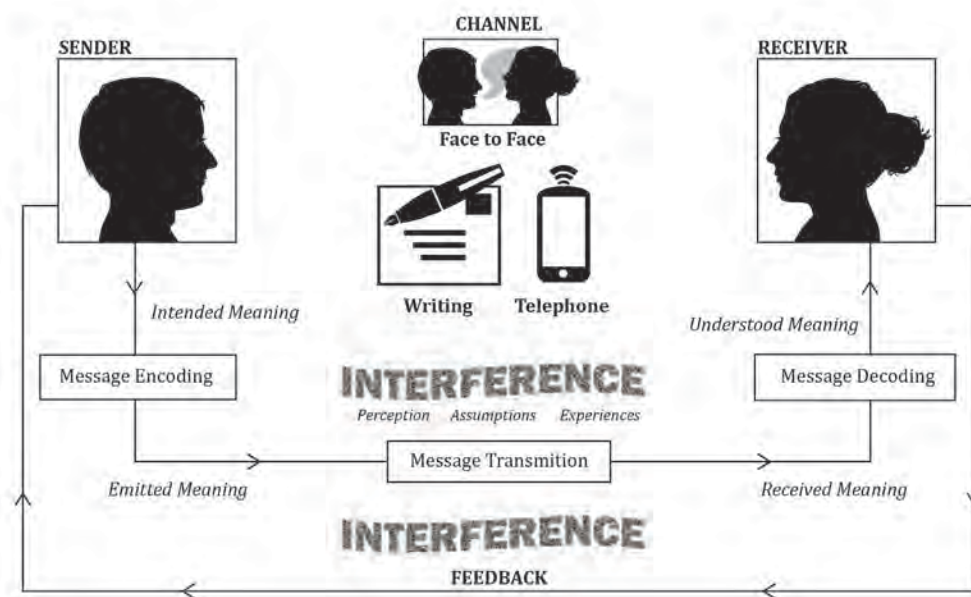 CHANNEL
SENDER
RECEIVER
Face to Face
Writing
Telephone
Intended Meaning
Understood Meaning
Message Encoding
INTERFERENCE
Message Decoding
Perception Assumptions Experiences
Message Transmition
Emitted Meaning
Received Meaning
INTERFERENCE
FEEDBACK